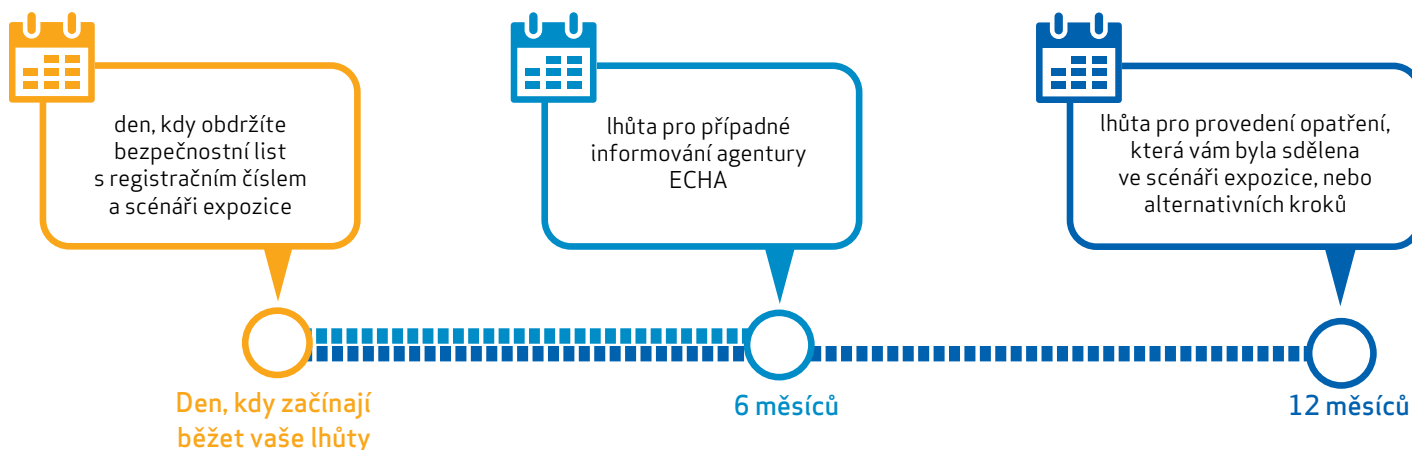 den, kdy obdržíte
bezpečnostní list
s registračním číslem
a scénáři expozice
lhůta pro případné
informování agentury
ECHA
lhůta pro provedení opatření,
která vám byla sdělena
ve scénáři expozice, nebo
alternativních kroků
Den, kdy začínají
běžet vaše lhůty
6 měsíců
12 měsíců